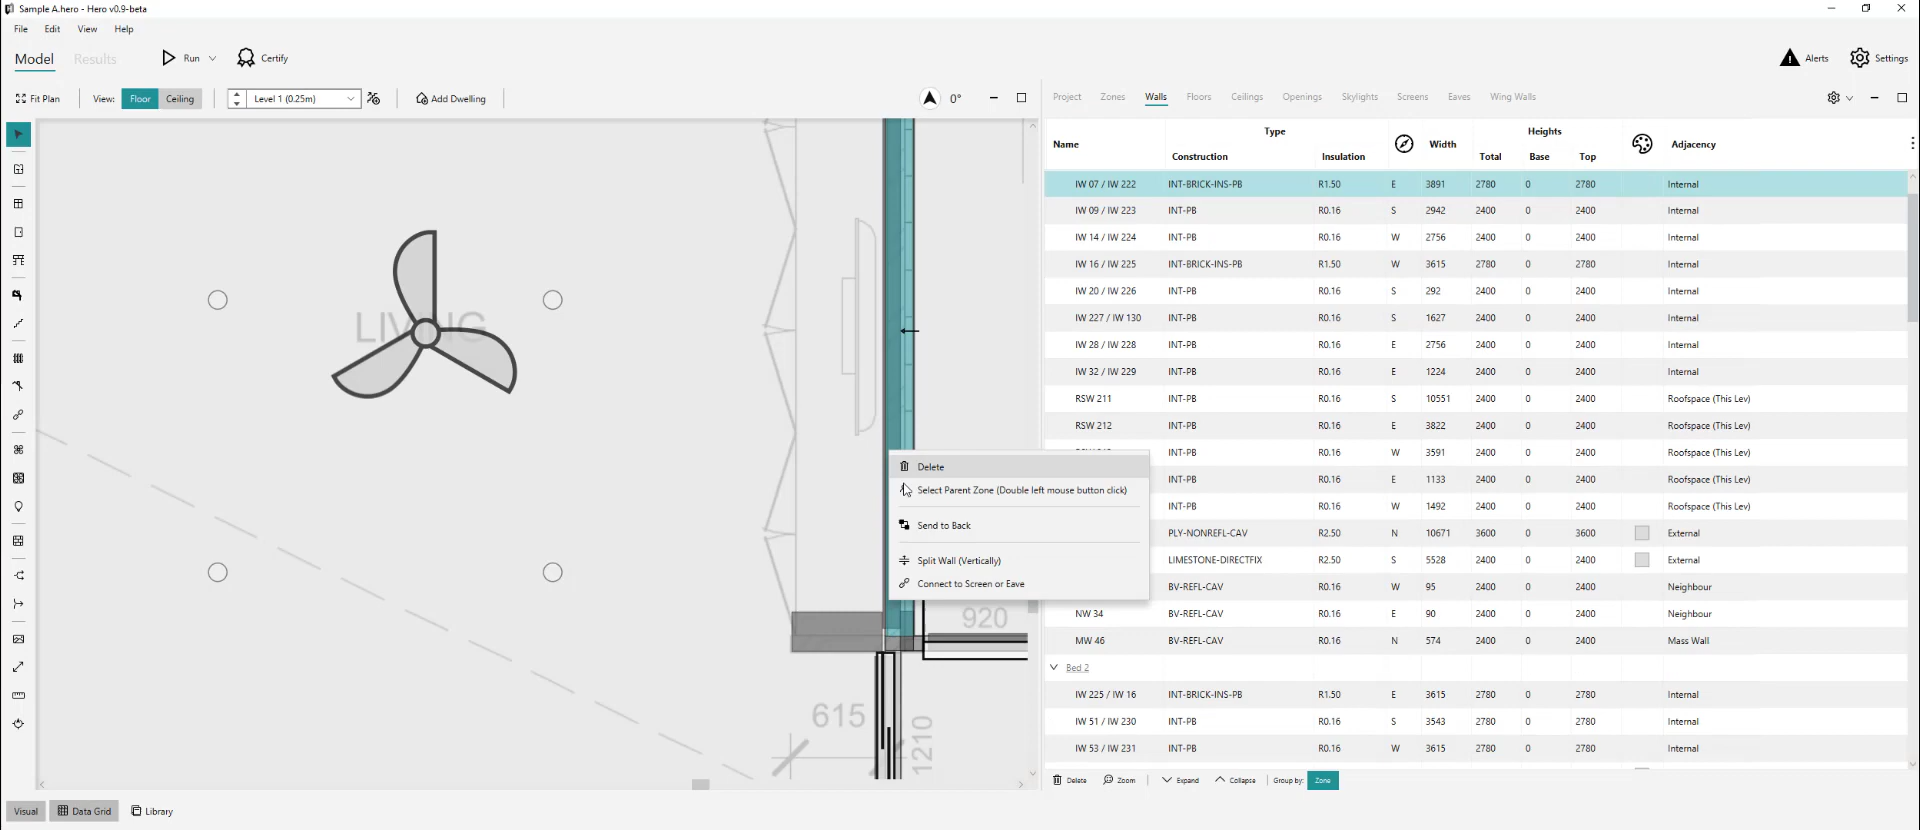 Sample A.hero - Hero v0.9-beta
File Edit View Help
Model Results Run Certify Alerts Settings
Fit Plan View: Floor Ceiling Level 1 (0.25m) Add Dwelling 0°
Project Zones Walls Floors Ceilings Openings Skylights Screens Eaves Wing Walls
Name Type Construction Insulation Width Heights Total Base Top Adjacency
IW 07 / IW 222 INT-BRICK-INS-PB R1.50 E 3891 2780 0 2780 Internal
IW 09 / IW 223 INT-PB R0.16 S 2942 2400 0 2400 Internal
IW 14 / IW 224 INT-PB R0.16 W 2756 2400 0 2400 Internal
IW 16 / IW 225 INT-BRICK-INS-PB R1.50 W 3615 2780 0 2780 Internal
IW 20 / IW 226 INT-PB R0.16 S 292 2400 0 2400 Internal
IW 227 / IW 130 INT-PB R0.16 S 1627 2400 0 2400 Internal
IW 28 / IW 228 INT-PB R0.16 E 2756 2400 0 2400 Internal
IW 32 / IW 229 INT-PB R0.16 E 1224 2400 0 2400 Internal
RSW 211 INT-PB R0.16 S 10551 2400 0 2400 Roofspace (This Lev)
RSW 212 INT-PB R0.16 E 3822 2400 0 2400 Roofspace (This Lev)
INT-PB R0.16 W 3591 2400 0 2400 Roofspace (This Lev)
INT-PB R0.16 E 1133 2400 0 2400 Roofspace (This Lev)
INT-PB R0.16 W 1492 2400 0 2400 Roofspace (This Lev)
PLY-NONREFL-CAV R2.50 N 10671 3600 0 3600 External
LIMESTONE-DIRECTFIX R2.50 S 5528 2400 0 2400 External
BV-REFL-CAV R0.16 W 95 2400 0 2400 Neighbour
NW 34 BV-REFL-CAV R0.16 E 90 2400 0 2400 Neighbour
MW 46 BV-REFL-CAV R0.16 N 574 2400 0 2400 Mass Wall
Bed 2
IW 225 / IW 16 INT-BRICK-INS-PB R1.50 E 3615 2780 0 2780 Internal
IW 51 / IW 230 INT-PB R0.16 S 3543 2780 0 2780 Internal
IW 53 / IW 231 INT-PB R0.16 W 3615 2780 0 2780 Internal
Delete Zoom Expand Collapse Group by: Zone
LIVING
Delete
Select Parent Zone (Double left mouse button click)
Send to Back
Split Wall (Vertically)
Connect to Screen or Eave
920
615
1210
Visual Data Grid Library